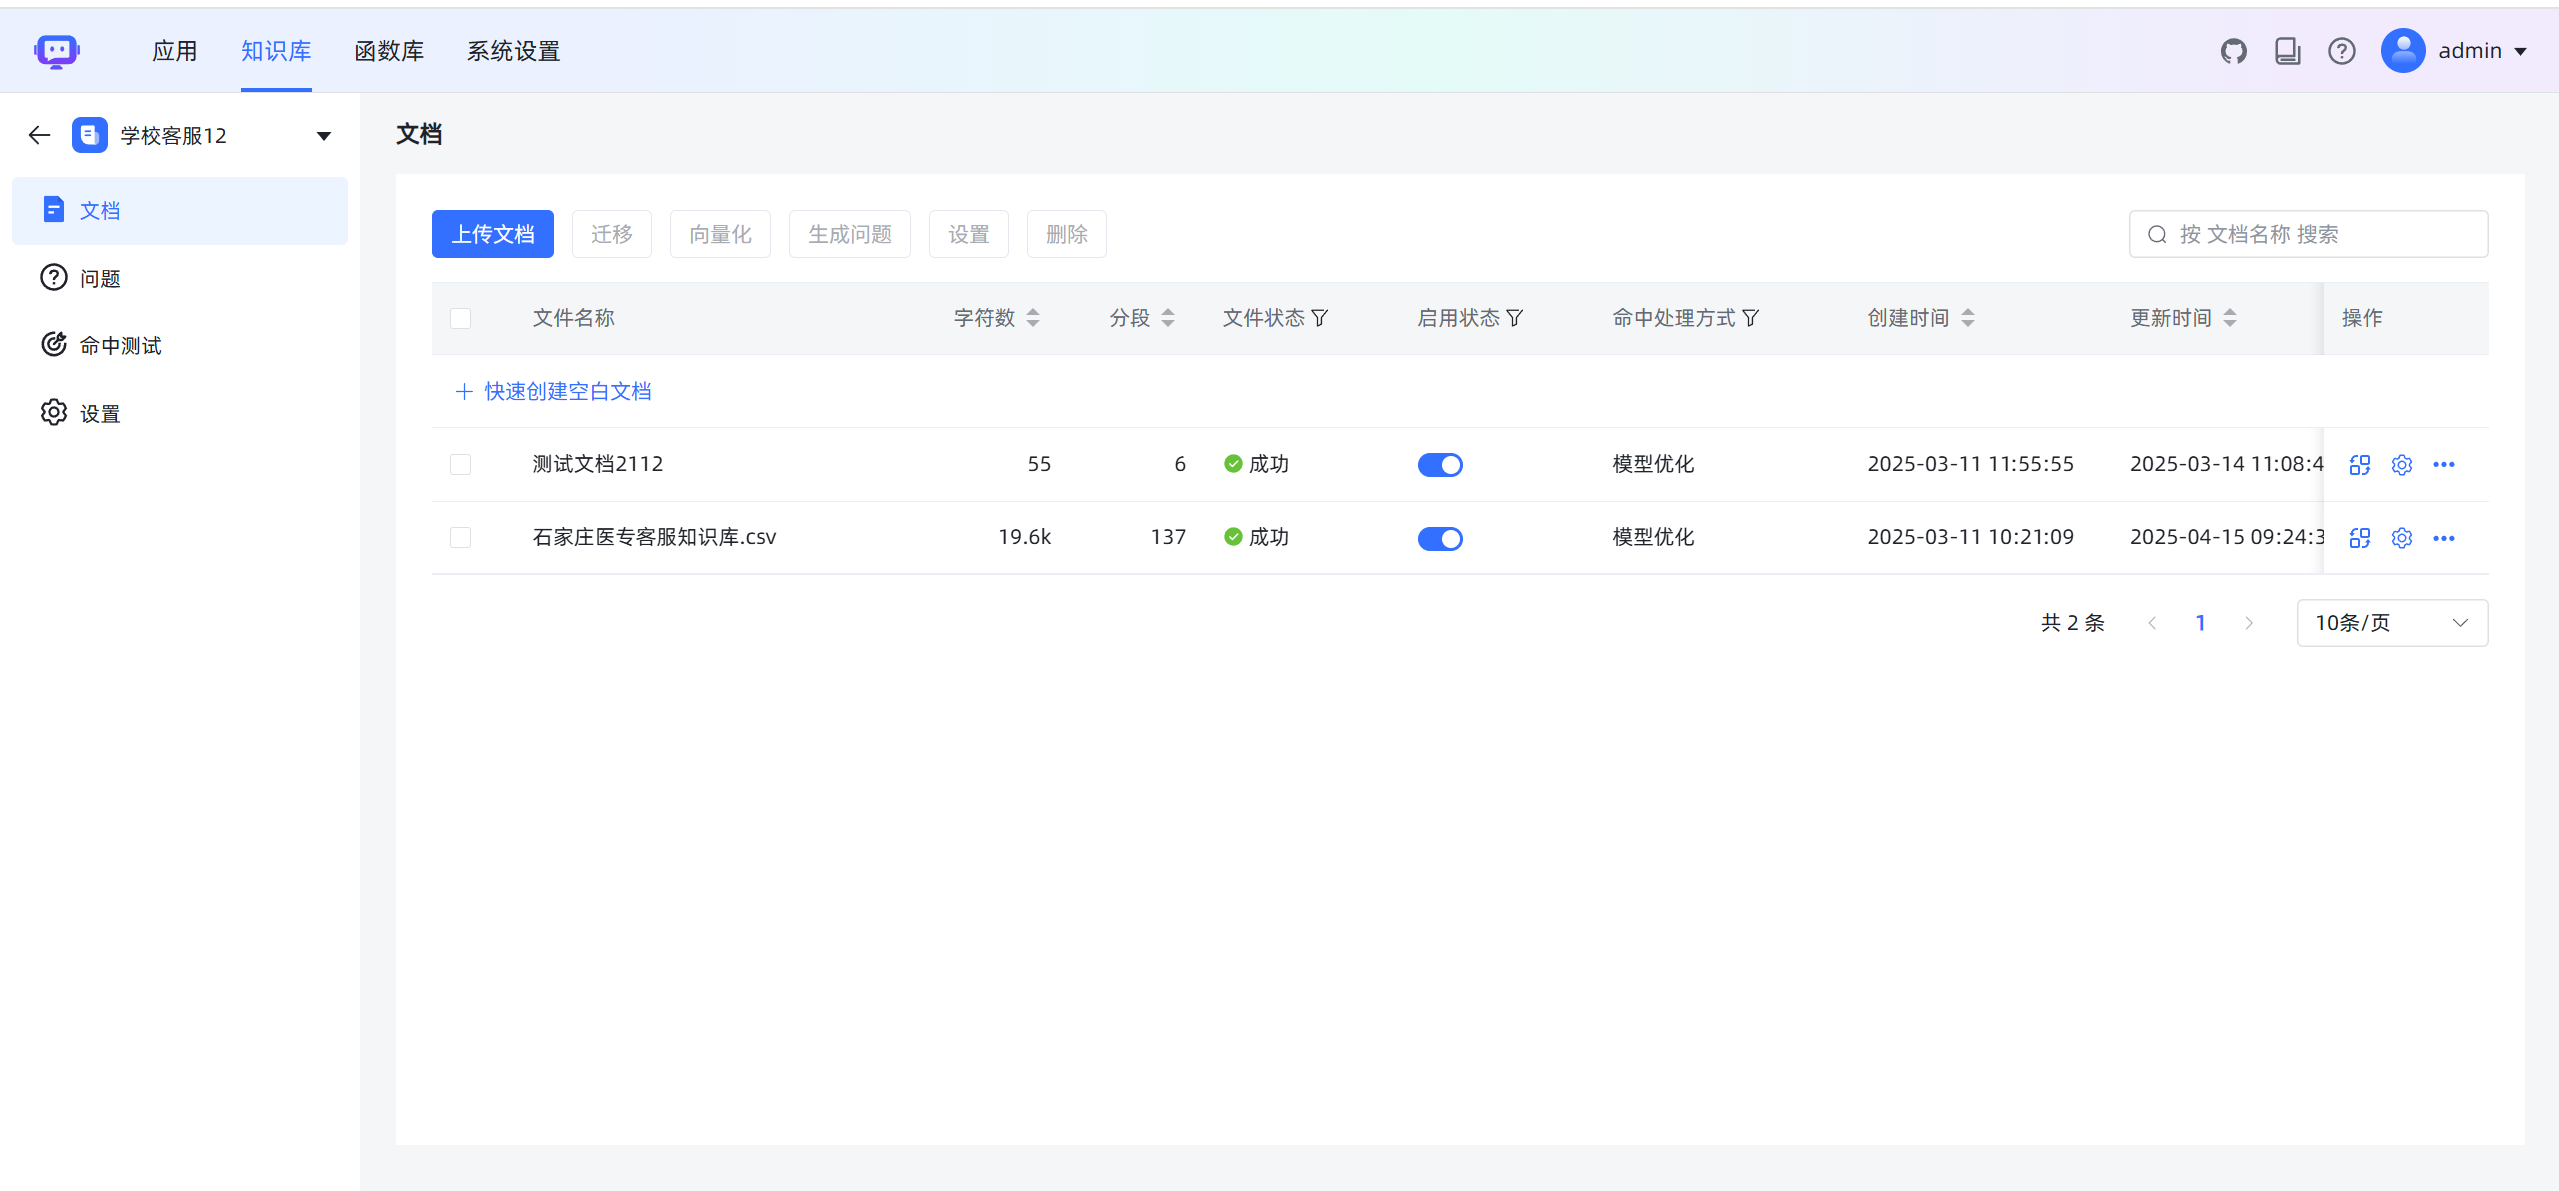 应用 知识库 函数库 系统设置 admin
学校客服12
文档
问题
命中测试
设置
文档
上传文档 迁移 向量化 生成问题 设置 删除 按 文档名称 搜索
文件名称 字符数 分段 文件状态 启用状态 命中处理方式 创建时间 更新时间 操作
快速创建空白文档
测试文档2112 55 6 成功 模型优化 2025-03-11 11:55:55 2025-03-14 11:08:4
石家庄医专客服知识库.csv 19.6k 137 成功 模型优化 2025-03-11 10:21:09 2025-04-15 09:24:3
共 2 条 1 10条/页